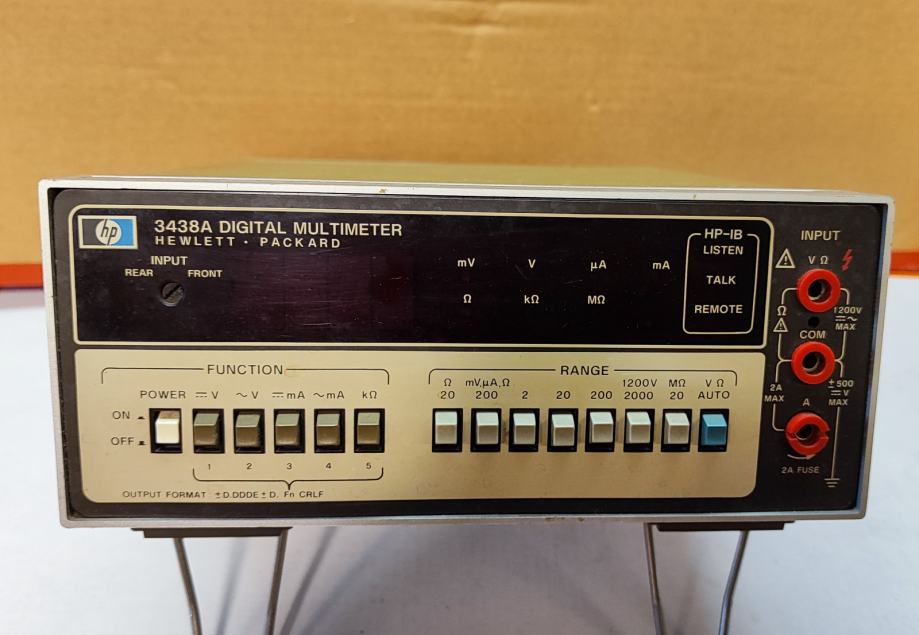 hp
3438A DIGITAL MULTIMETER
HEWLETT · PACKARD
INPUT
REAR FRONT
mV V µA mA
Ω kΩ MΩ
HP-IB
LISTEN
TALK
REMOTE
INPUT
V Ω
Ω
1200V
MAX
COM
2A
MAX
± 500
V
MAX
A
2A FUSE
FUNCTION
POWER ⎓ V ~ V ⎓ mA ~ mA kΩ
ON
OFF
1 2 3 4 5
OUTPUT FORMAT ± D.DDDE ± D. Fn CRLF
RANGE
Ω mV,µA,Ω 1200V MΩ V Ω
20 200 2 20 200 2000 20 AUTO